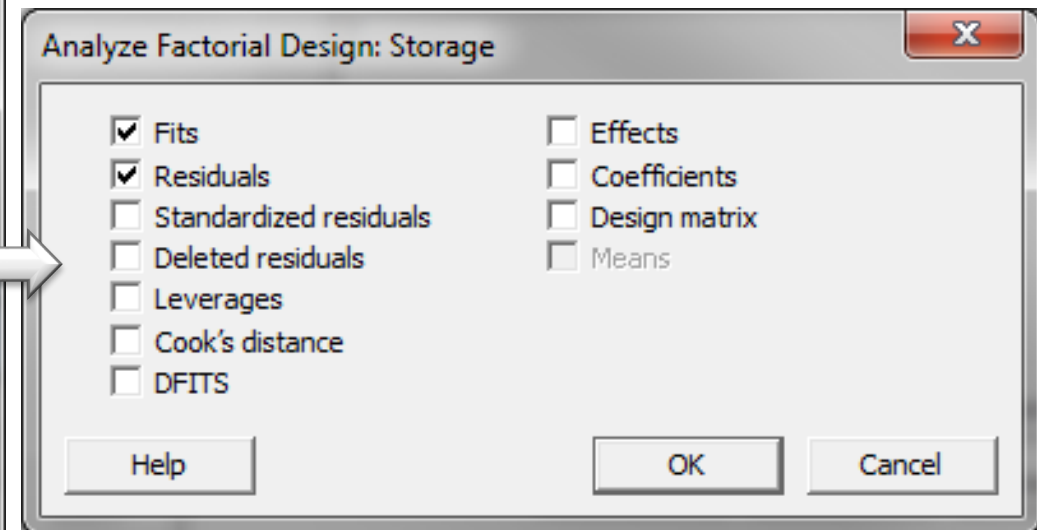 Analyze Factorial Design: Storage
Fits
Residuals
Standardized residuals
Deleted residuals
Leverages
Cook's distance
DFITS
Effects
Coefficients
Design matrix
Means
Help
OK
Cancel